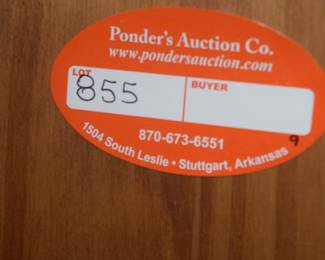 Ponder's Auction Co.
www.pondersauction.com
LOT
BUYER
855
870-673-6551
9
1504 South Leslie • Stuttgart, Arkansas